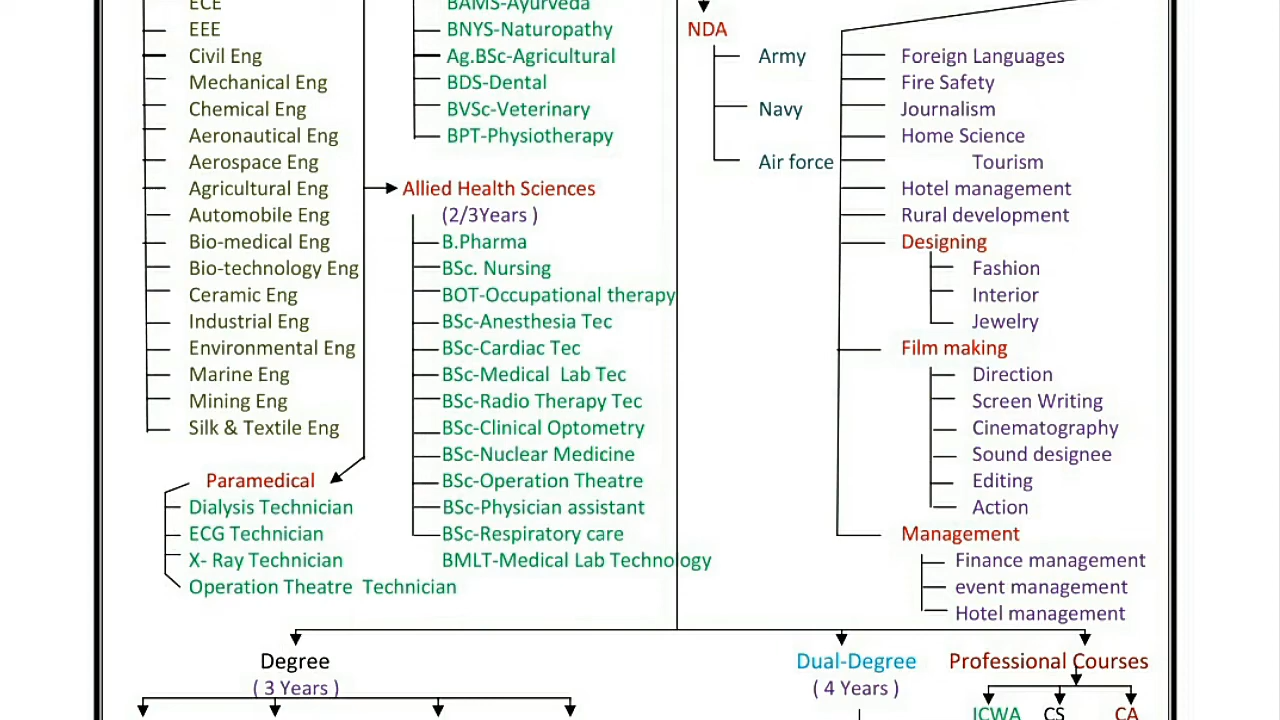 ECE
EEE
Civil Eng
Mechanical Eng
Chemical Eng
Aeronautical Eng
Aerospace Eng
Agricultural Eng
Automobile Eng
Bio-medical Eng
Bio-technology Eng
Ceramic Eng
Industrial Eng
Environmental Eng
Marine Eng
Mining Eng
Silk & Textile Eng
Paramedical
Dialysis Technician
ECG Technician
X- Ray Technician
Operation Theatre Technician
BAMS-Ayurveda
BNYS-Naturopathy
Ag.BSc-Agricultural
BDS-Dental
BVSc-Veterinary
BPT-Physiotherapy
Allied Health Sciences
(2/3Years )
B.Pharma
BSc. Nursing
BOT-Occupational therapy
BSc-Anesthesia Tec
BSc-Cardiac Tec
BSc-Medical Lab Tec
BSc-Radio Therapy Tec
BSc-Clinical Optometry
BSc-Nuclear Medicine
BSc-Operation Theatre
BSc-Physician assistant
BSc-Respiratory care
BMLT-Medical Lab Technology
NDA
Army
Navy
Air force
Foreign Languages
Fire Safety
Journalism
Home Science
Tourism
Hotel management
Rural development
Designing
Fashion
Interior
Jewelry
Film making
Direction
Screen Writing
Cinematography
Sound designee
Editing
Action
Management
Finance management
event management
Hotel management
Degree
( 3 Years )
Dual-Degree
( 4 Years )
Professional Courses
ICWA
CS
CA